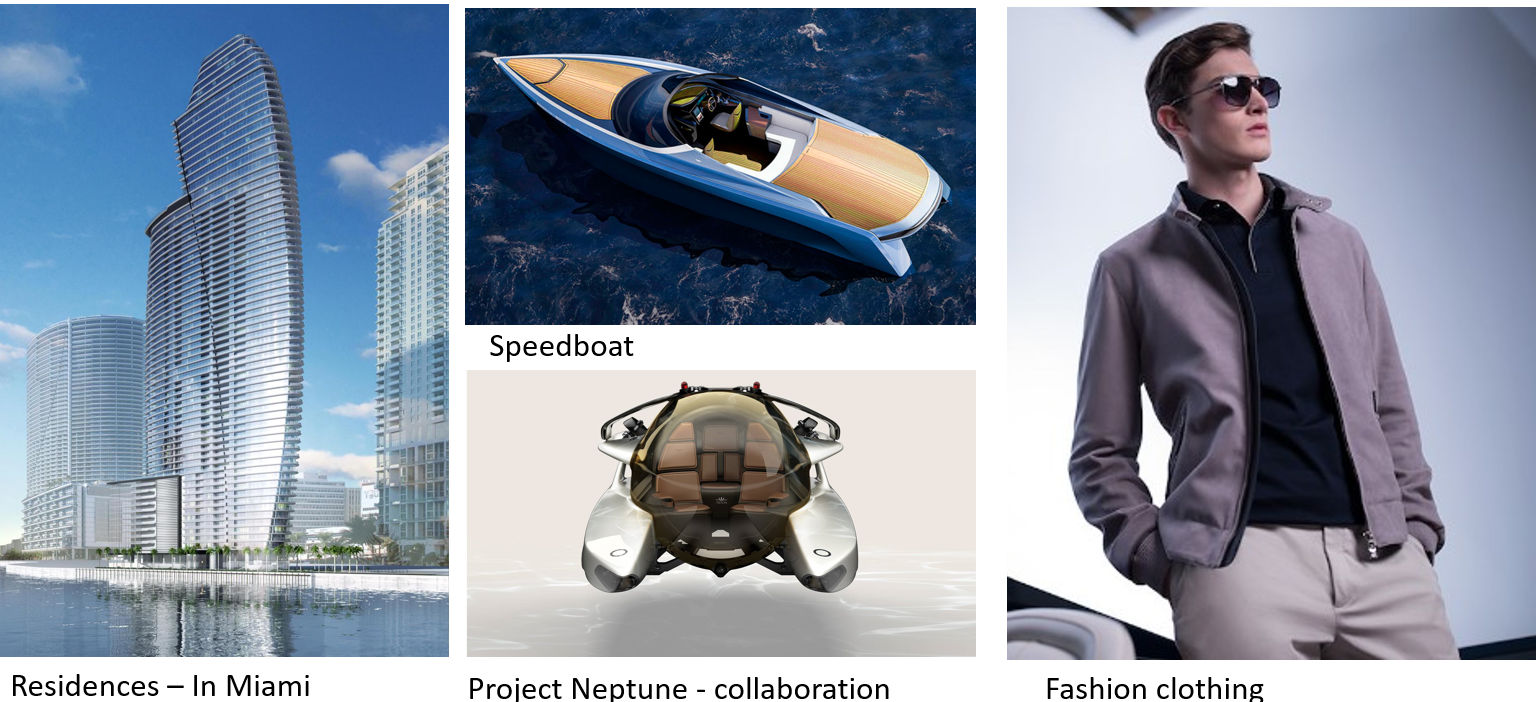 Speedboat
Residences – In Miami
Project Neptune - collaboration
Fashion clothing